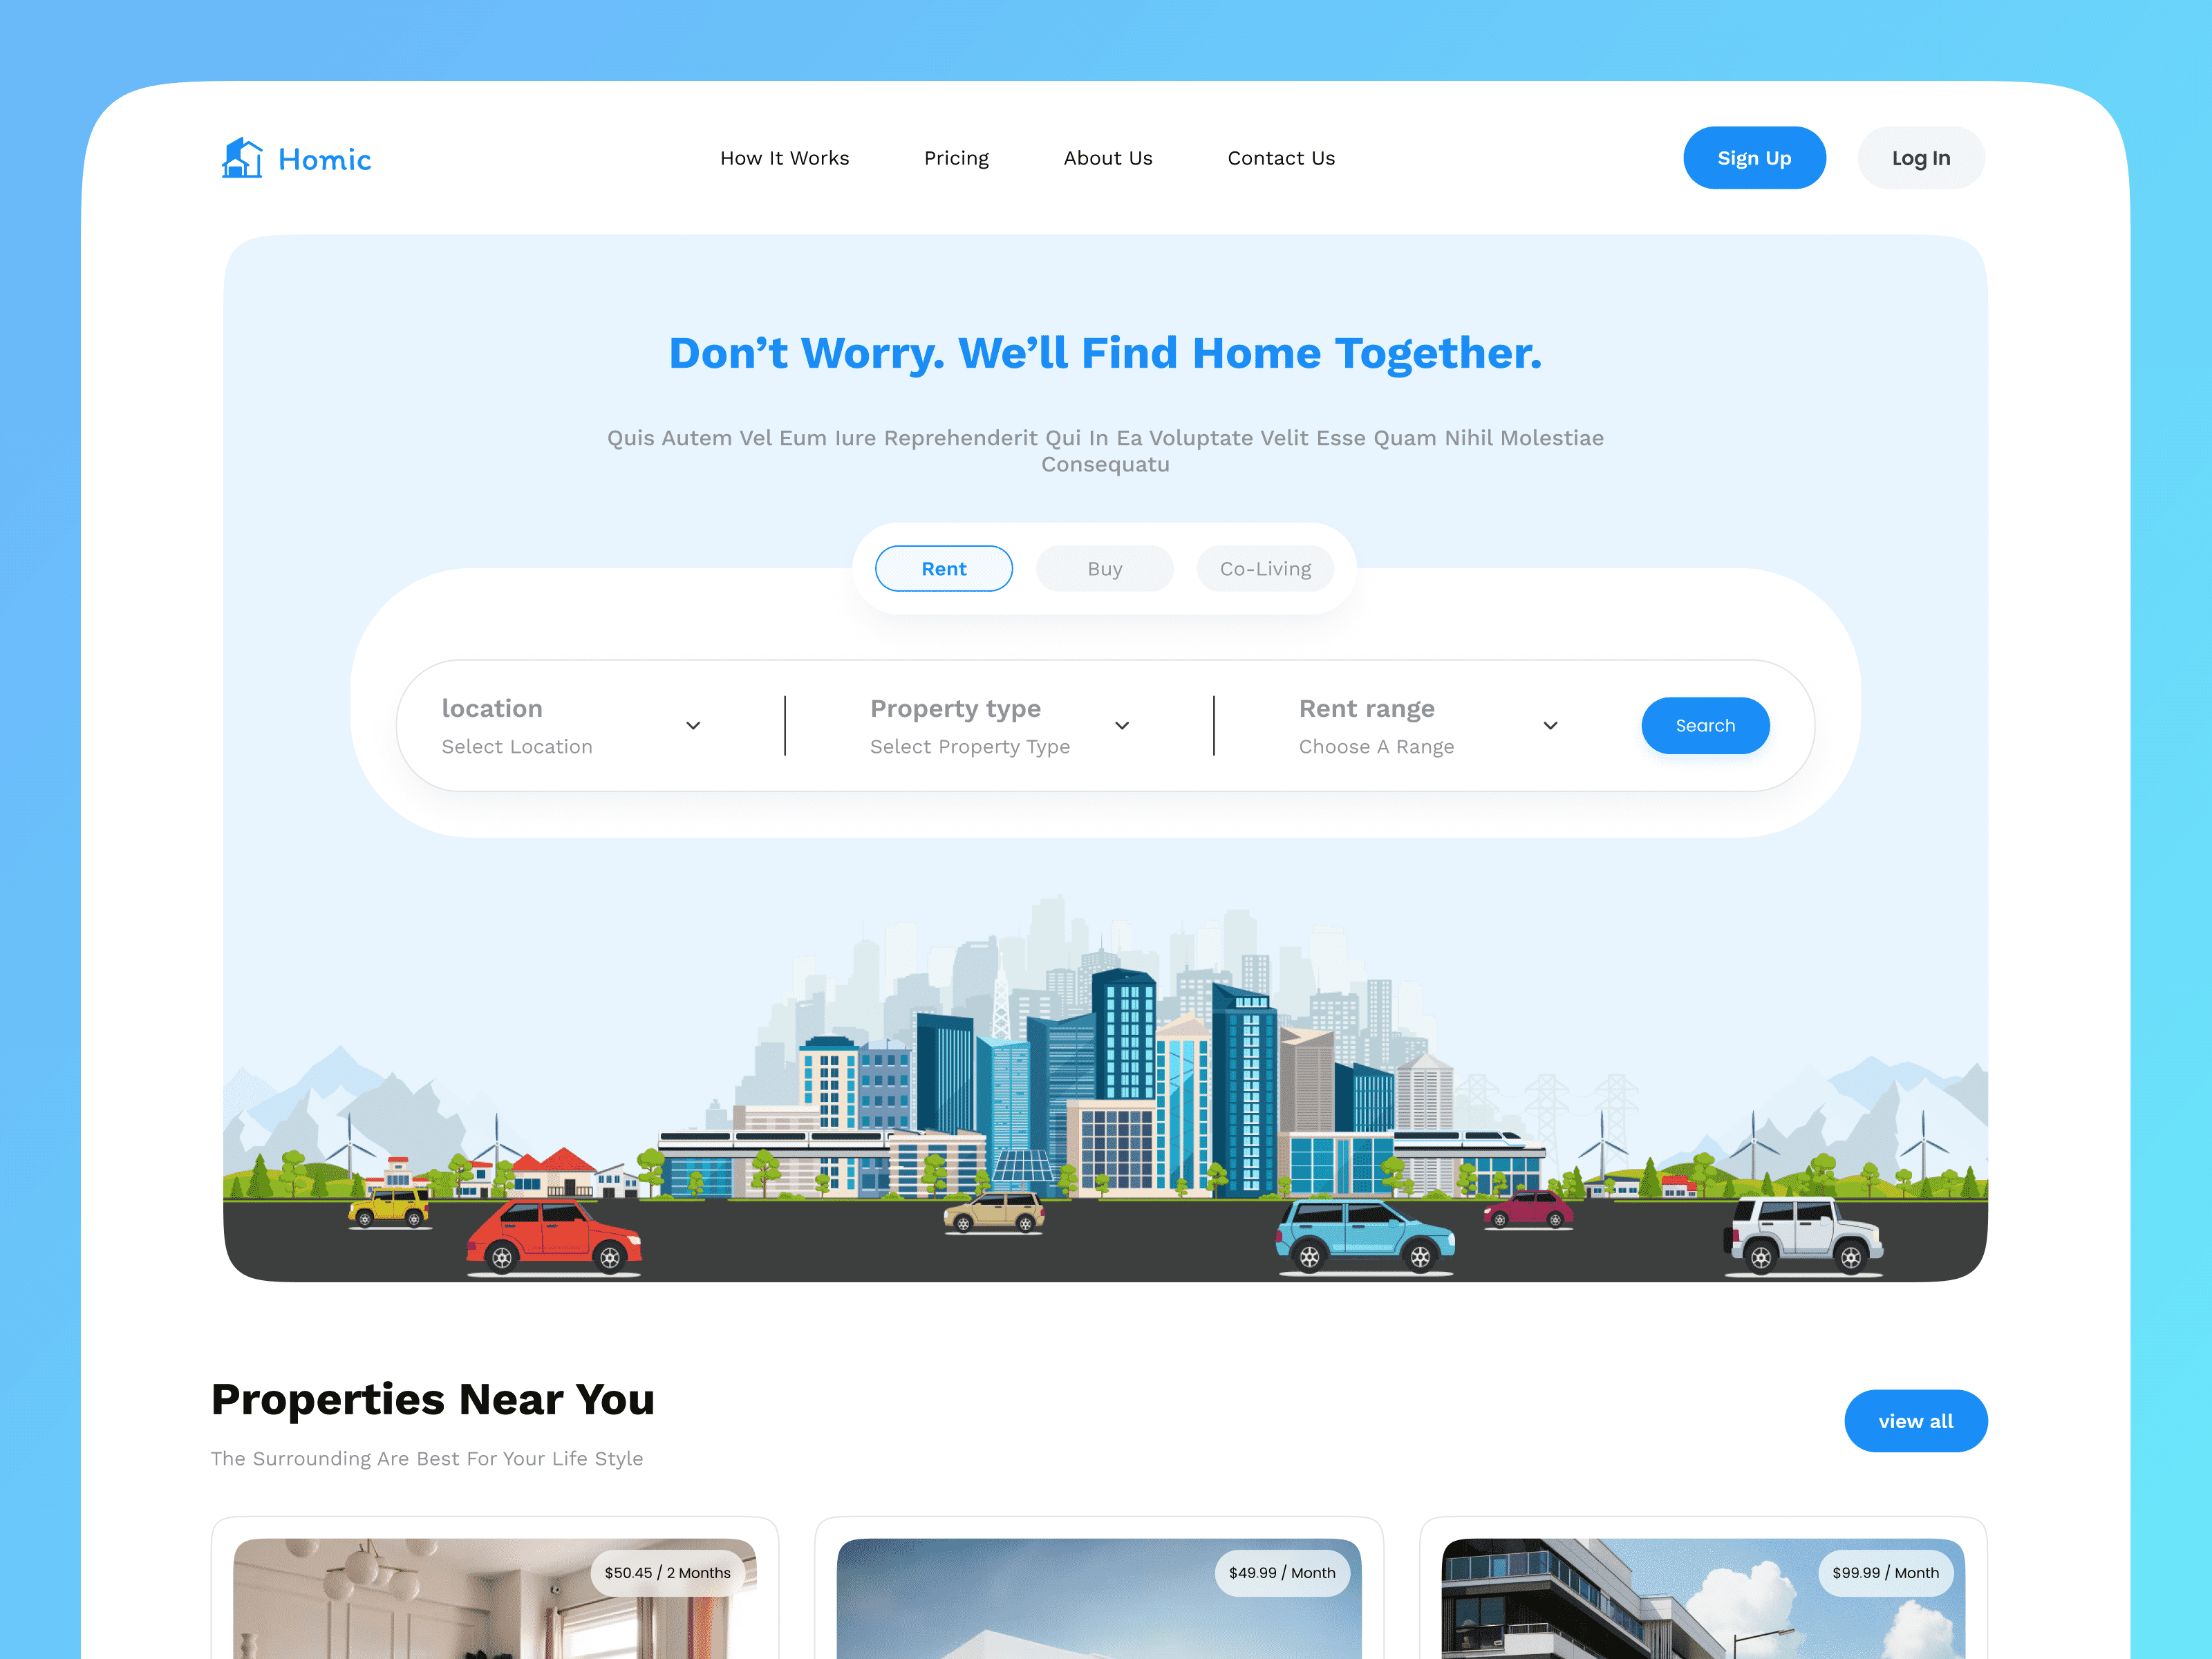 Homic
How It Works
Pricing
About Us
Contact Us
Sign Up
Log In
Don’t Worry. We’ll Find Home Together.
Quis Autem Vel Eum Iure Reprehenderit Qui In Ea Voluptate Velit Esse Quam Nihil Molestiae
Consequatu
Rent
Buy
Co-Living
location
Select Location
Property type
Select Property Type
Rent range
Choose A Range
Search
Properties Near You
The Surrounding Are Best For Your Life Style
view all
$50.45 / 2 Months
$49.99 / Month
$99.99 / Month